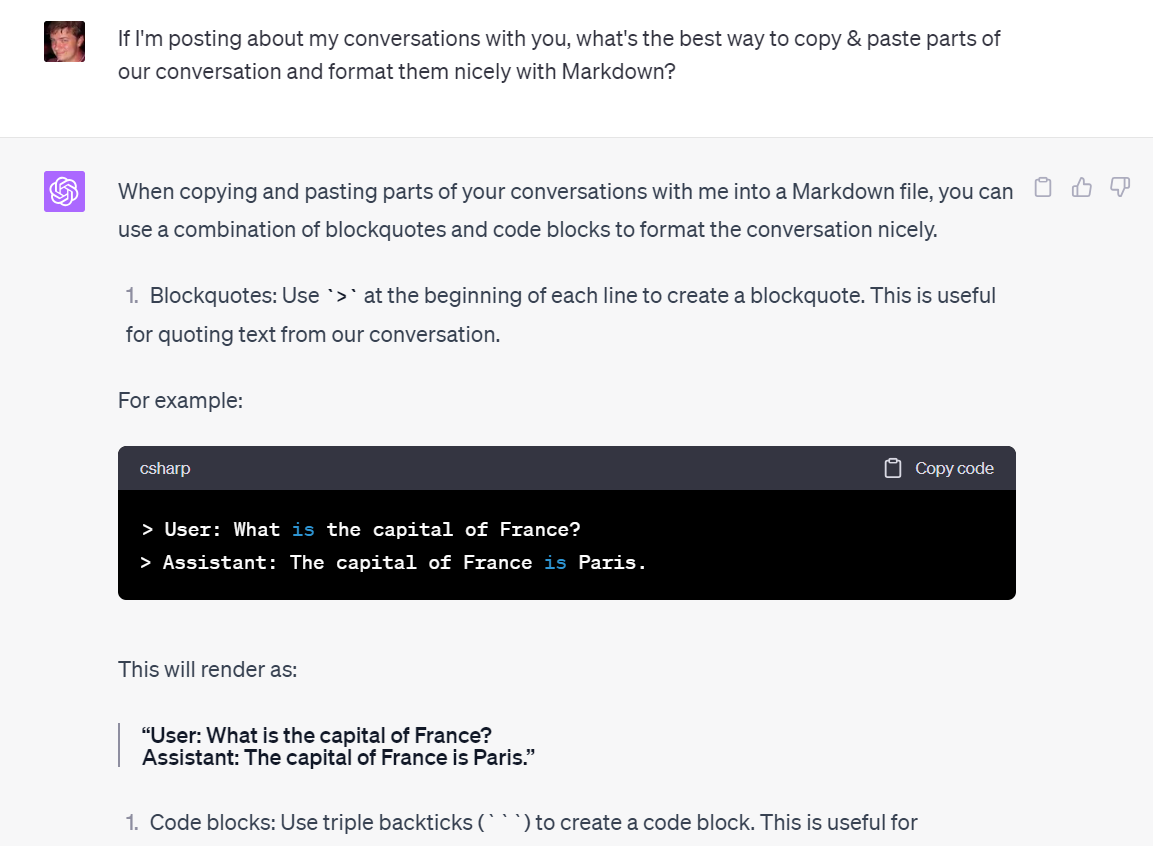 If I'm posting about my conversations with you, what's the best way to copy & paste parts of
our conversation and format them nicely with Markdown?
When copying and pasting parts of your conversations with me into a Markdown file, you can
use a combination of blockquotes and code blocks to format the conversation nicely.
1. Blockquotes: Use `>` at the beginning of each line to create a blockquote. This is useful
for quoting text from our conversation.
For example:
csharp
Copy code
> User: What is the capital of France?
> Assistant: The capital of France is Paris.
This will render as:
“User: What is the capital of France?
Assistant: The capital of France is Paris.”
1. Code blocks: Use triple backticks (```) to create a code block. This is useful for